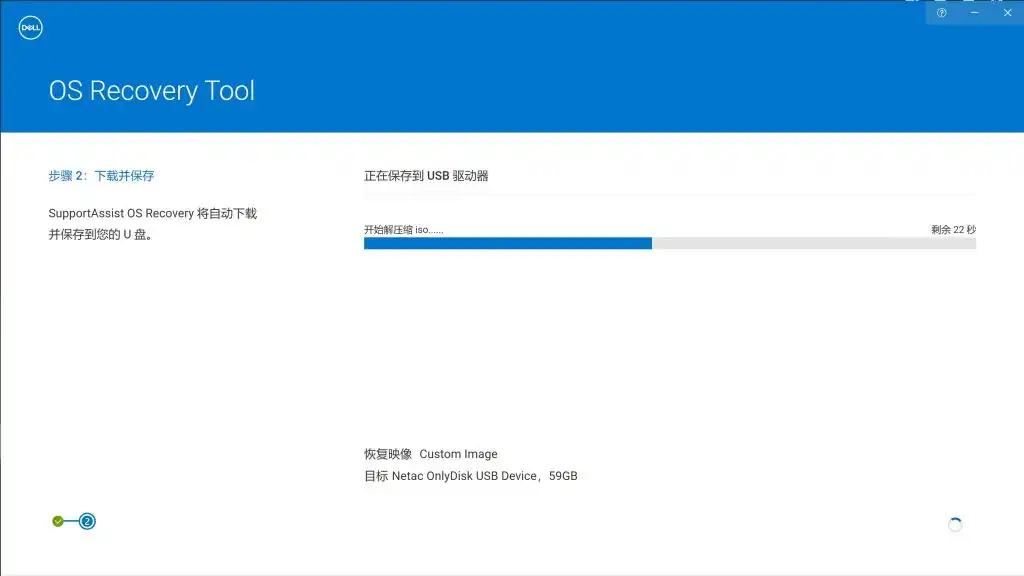 DELL
OS Recovery Tool
步骤 2：下载并保存
SupportAssist OS Recovery 将自动下载
并保存到您的 U 盘。
正在保存到 USB 驱动器
开始解压缩 iso......
剩余 22 秒
恢复映像 Custom Image
目标 Netac OnlyDisk USB Device，59GB
2